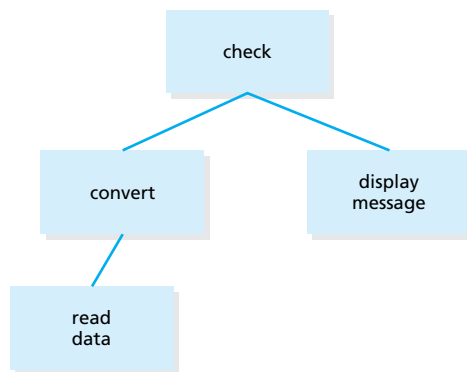 check
convert
display
message
read
data